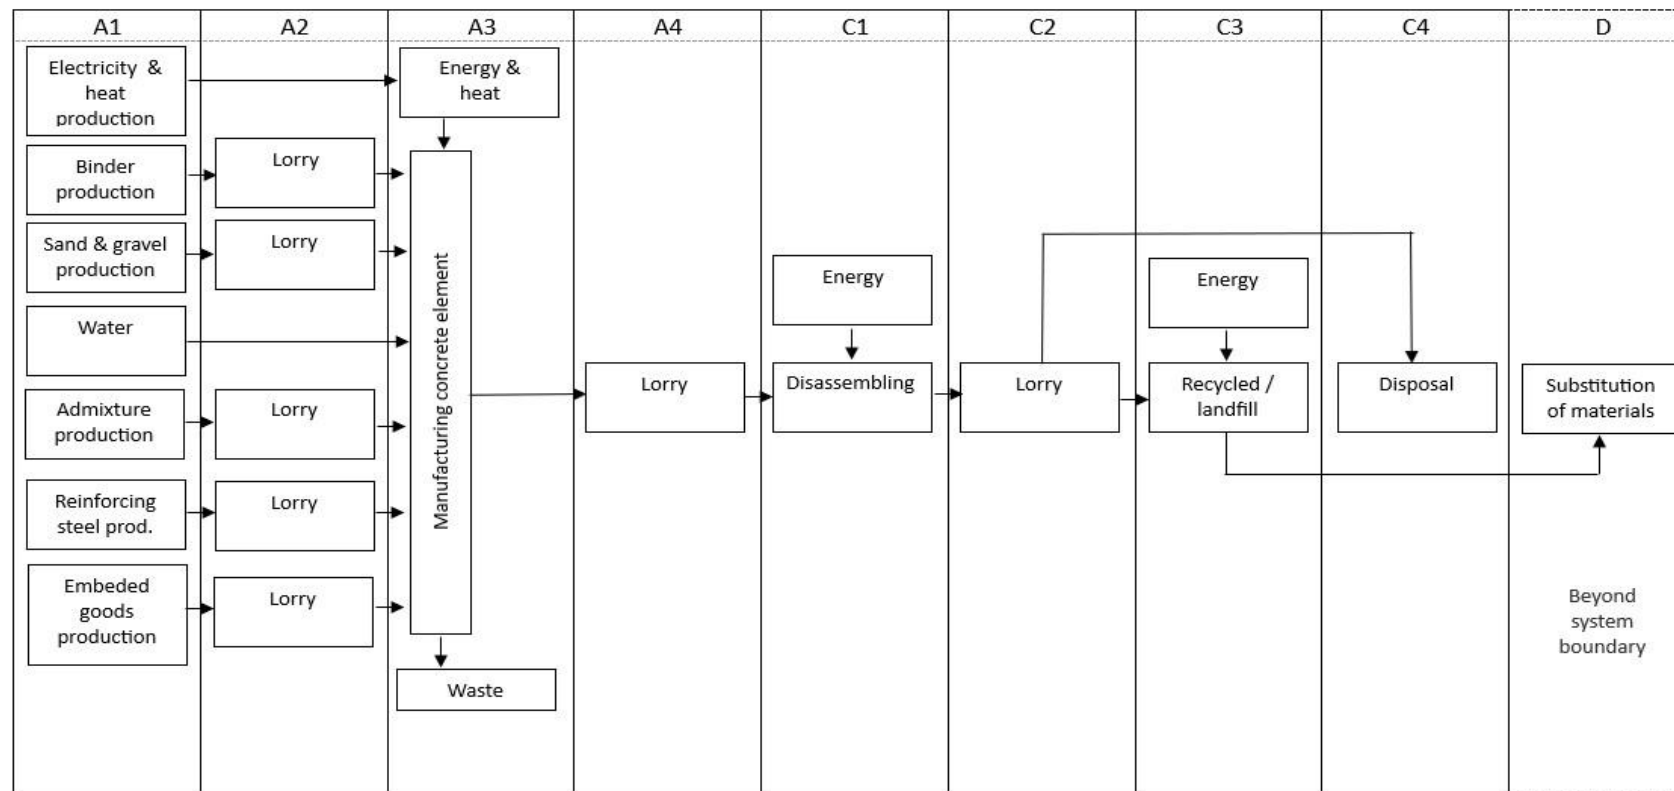 A1
A2
A3
A4
C1
C2
C3
C4
D
Electricity &
heat
production
Energy &
heat
Binder
production
Lorry
Sand & gravel
production
Lorry
Water
Admixture
production
Lorry
Reinforcing
steel prod.
Lorry
Embeded
goods
production
Lorry
Manufacturing concrete element
Waste
Lorry
Energy
Disassembling
Lorry
Energy
Recycled /
landfill
Disposal
Substitution
of materials
Beyond
system
boundary